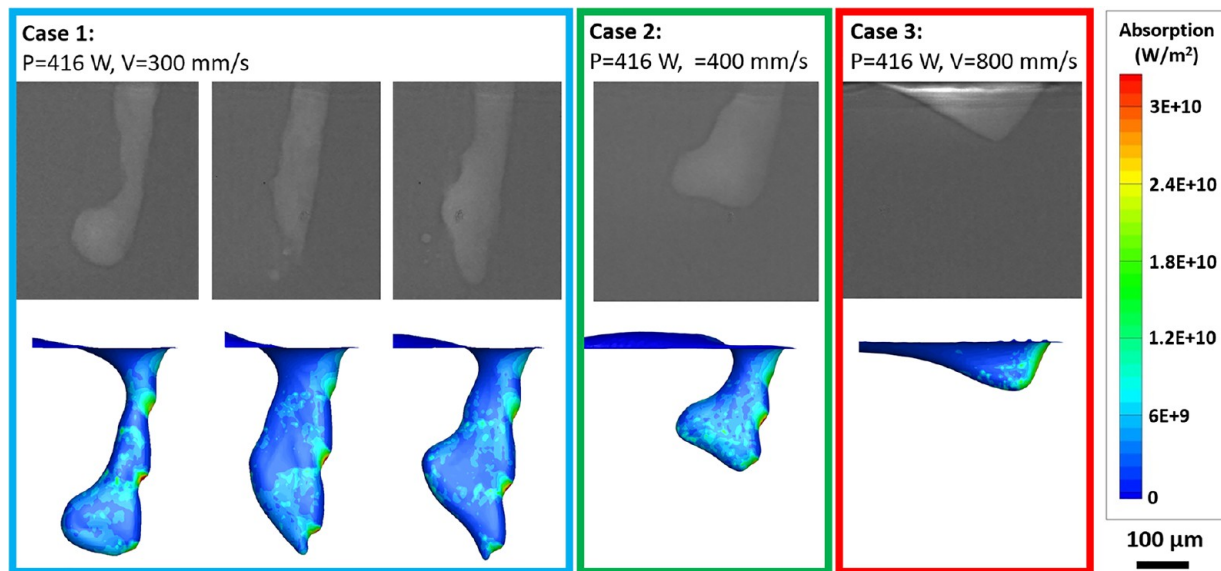 Case 1:
P=416 W, V=300 mm/s
Case 2:
P=416 W,  =400 mm/s
Case 3:
P=416 W, V=800 mm/s
Absorption
(W/m²)
3E+10
2.4E+10
1.8E+10
1.2E+10
6E+9
0
100 μm